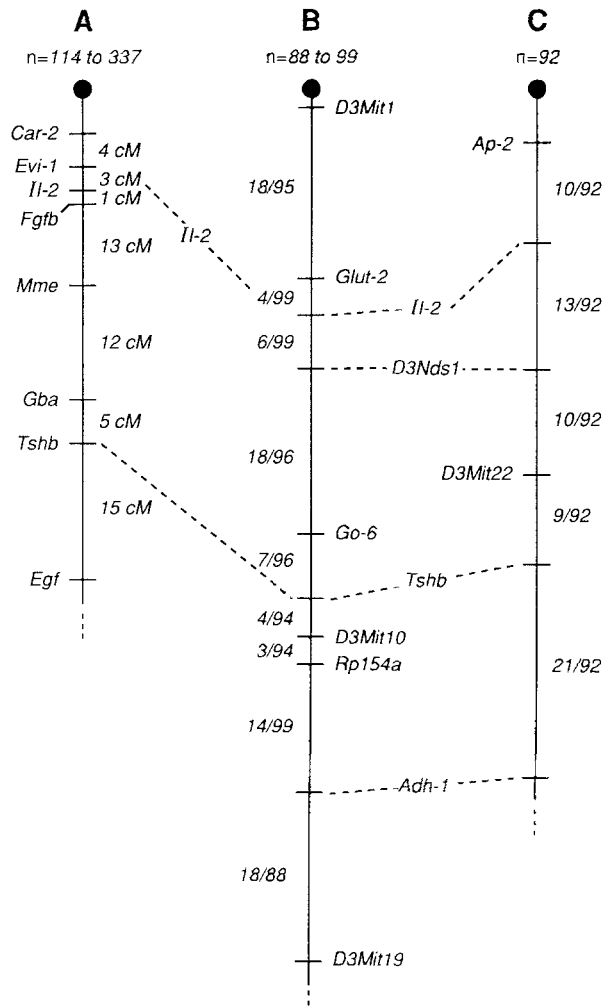 A
B
C
n=114 to 337
n=88 to 99
n=92
Car-2
4 cM
Evi-1
3 cM
Il-2
1 cM
Fgfb
13 cM
Mme
12 cM
Gba
5 cM
Tshb
15 cM
Egf
Il-2
D3Mit1
18/95
Glut-2
4/99
Il-2
6/99
D3Nds1
18/96
Go-6
7/96
Tshb
4/94
D3Mit10
3/94
Rp154a
14/99
Adh-1
18/88
D3Mit19
Ap-2
10/92
13/92
10/92
D3Mit22
9/92
21/92